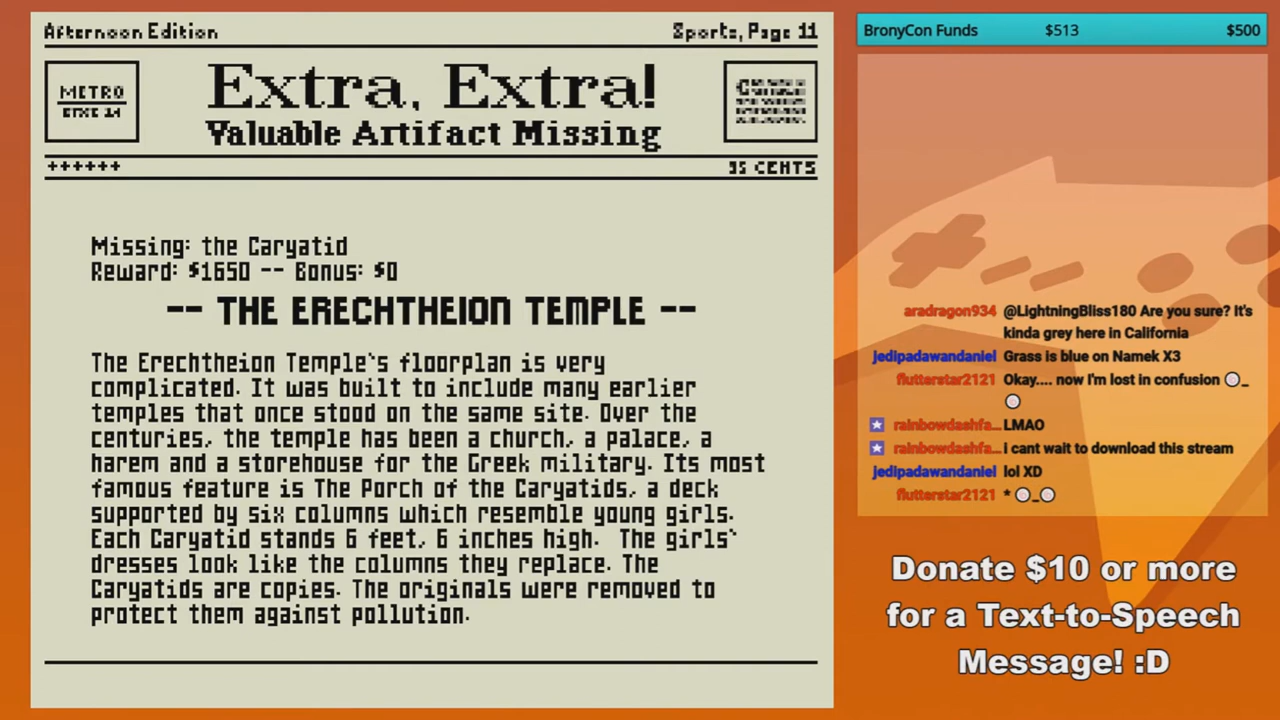 Afternoon Edition
Sports, Page 11
METRO
Extra, Extra!
Valuable Artifact Missing
++++++
35 CENTS
Missing: the Caryatid
Reward: $1650 -- Bonus: $0
-- THE ERECHTHEION TEMPLE --
The Erechtheion Temple's floorplan is very
complicated. It was built to include many earlier
temples that once stood on the same site. Over the
centuries, the temple has been a church, a palace, a
harem and a storehouse for the Greek military. Its most
famous feature is The Porch of the Caryatids, a deck
supported by six columns which resemble young girls.
Each Caryatid stands 6 feet, 6 inches high.  The girls'
dresses look like the columns they replace. The
Caryatids are copies. The originals were removed to
protect them against pollution.
BronyCon Funds $513 $500
aradragon934 @LightningBliss180 Are you sure? It's
kinda grey here in California
jedipadawandaniel Grass is blue on Namek X3
flutterstar2121 Okay.... now I'm lost in confusion ⚪_
⚪
rainbowdashfa... LMAO
rainbowdashfa... i cant wait to download this stream
jedipadawandaniel lol XD
flutterstar2121 * ⚪_⚪
Donate $10 or more
for a Text-to-Speech
Message! :D